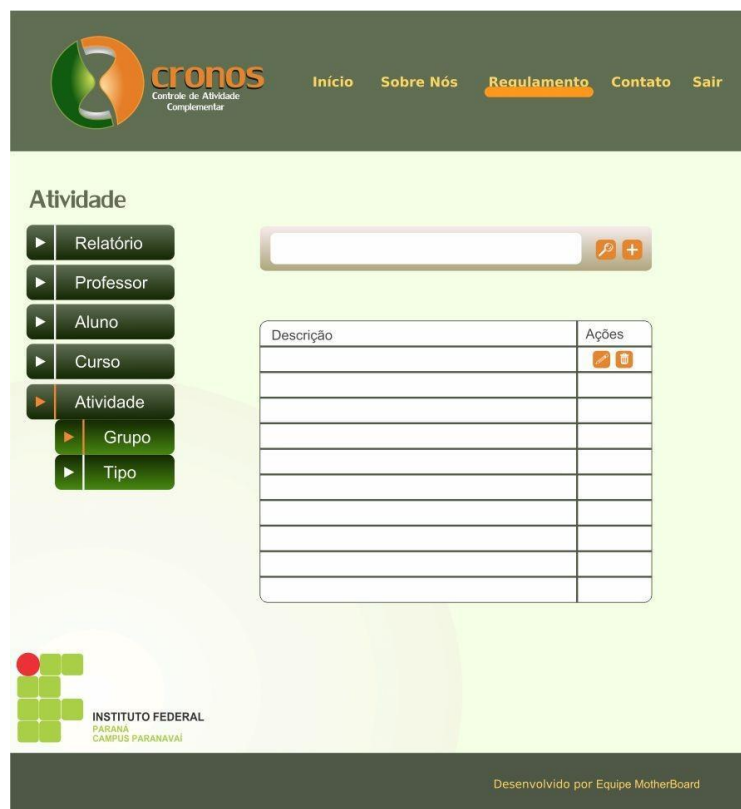 cronos
Controle de Atividade
Complementar
Início Sobre Nós Regulamento Contato Sair
Atividade
Relatório
Professor
Aluno
Curso
Atividade
Grupo
Tipo
Descrição Ações
INSTITUTO FEDERAL
PARANÁ
CAMPUS PARANAVAÍ
Desenvolvido por Equipe MotherBoard